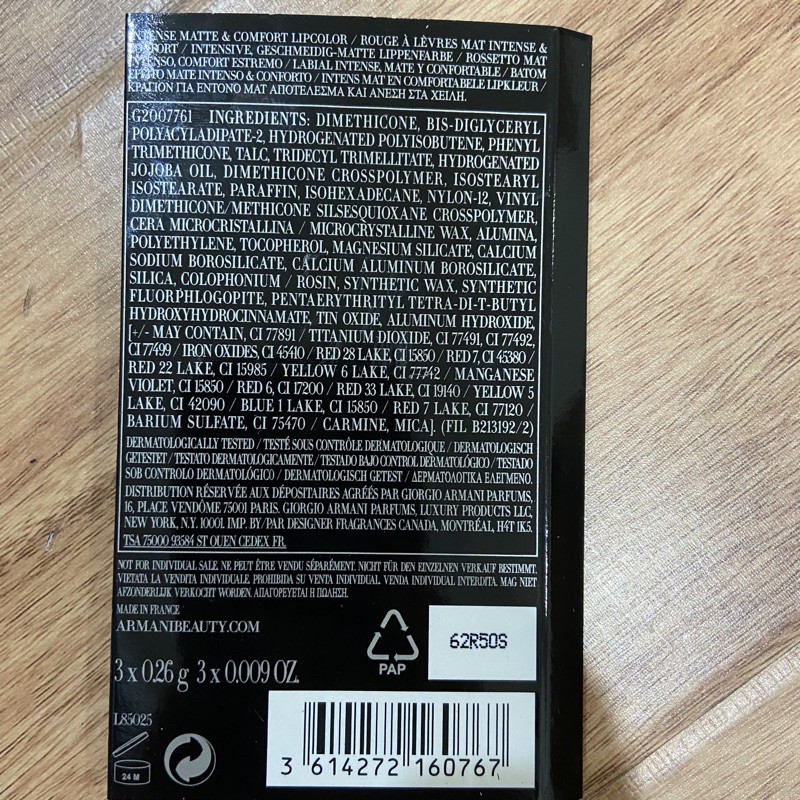 INTENSE MATTE & COMFORT LIPCOLOR / ROUGE À LÈVRES MAT INTENSE &
CONFORT / INTENSIVE, GESCHMEIDIG-MATTE LIPPENFARBE / ROSSETTO MAT
INTENSO, COMFORT ESTREMO / LABIAL INTENSE, MATE Y CONFORTABLE / BATOM
EFEITO MATE INTENSO & CONFORTO / INTENS MAT EN COMFORTABELE LIPKLEUR /
ΚΡΑΓΙΟΝ ΓΙΑ ΕΝΤΟΝΟ ΜΑΤ ΑΠΟΤΕΛΕΣΜΑ ΚΑΙ ΑΝΕΣΗ ΣΤΑ ΧΕΙΛΗ.
G2007761 INGREDIENTS: DIMETHICONE, BIS-DIGLYCERYL
POLYACYLADIPATE-2, HYDROGENATED POLYISOBUTENE, PHENYL
TRIMETHICONE, TALC, TRIDECYL TRIMELLITATE, HYDROGENATED
JOJOBA OIL, DIMETHICONE CROSSPOLYMER, ISOSTEARYL
ISOSTEARATE, PARAFFIN, ISOHEXADECANE, NYLON-12, VINYL
DIMETHICONE/METHICONE SILSESQUIOXANE CROSSPOLYMER,
CERA MICROCRISTALLINA / MICROCRYSTALLINE WAX, ALUMINA,
POLYETHYLENE, TOCOPHEROL, MAGNESIUM SILICATE, CALCIUM
SODIUM BOROSILICATE, CALCIUM ALUMINUM BOROSILICATE,
SILICA, COLOPHONIUM / ROSIN, SYNTHETIC WAX, SYNTHETIC
FLUORPHLOGOPITE, PENTAERYTHRITYL TETRA-DI-T-BUTYL
HYDROXYHYDROCINNAMATE, TIN OXIDE, ALUMINUM HYDROXIDE,
[+/- MAY CONTAIN, CI 77891 / TITANIUM DIOXIDE, CI 77491, CI 77492,
CI 77499 / IRON OXIDES, CI 45410 / RED 28 LAKE, CI 15850 / RED 7, CI 45380 /
RED 22 LAKE, CI 15985 / YELLOW 6 LAKE, CI 77742 / MANGANESE
VIOLET, CI 15850 / RED 6, CI 17200 / RED 33 LAKE, CI 19140 / YELLOW 5
LAKE, CI 42090 / BLUE 1 LAKE, CI 15850 / RED 7 LAKE, CI 77120 /
BARIUM SULFATE, CI 75470 / CARMINE, MICA]. (FIL B213192/2)
DERMATOLOGICALLY TESTED / TESTÉ SOUS CONTRÔLE DERMATOLOGIQUE / DERMATOLOGISCH
GETESTET / TESTATO DERMATOLOGICAMENTE / TESTADO BAJO CONTROL DERMATOLÓGICO / TESTADO
SOB CONTROLO DERMATOLÓGICO / DERMATOLOGISCH GETEST / ΔΕΡΜΑΤΟΛΟΓΙΚΑ ΕΛΕΓΜΕΝΟ.
DISTRIBUTION RÉSERVÉE AUX DÉPOSITAIRES AGRÉÉS PAR GIORGIO ARMANI PARFUMS,
16, PLACE VENDÔME 75001 PARIS. GIORGIO ARMANI PARFUMS, LUXURY PRODUCTS LLC,
NEW YORK, N.Y. 10001. IMP. BY/PAR DESIGNER FRAGRANCES CANADA, MONTRÉAL, H4T 1K5.
TSA 75000 93584 ST OUEN CEDEX FR.
NOT FOR INDIVIDUAL SALE. NE PEUT ÊTRE VENDU SÉPARÉMENT. NICHT FÜR DEN EINZELNEN VERKAUF BESTIMMT.
VIETATA LA VENDITA INDIVIDUALE. PROHIBIDA SU VENTA INDIVIDUAL. VENDA INDIVIDUAL INTERDITA. MAG NIET
AFZONDERLIJK VERKOCHT WORDEN. ΑΠΑΓΟΡΕΥΕΤΑΙ Η ΠΩΛΗΣΗ.
MADE IN FRANCE
ARMANIBEAUTY.COM
PAP
62R50S
3 x 0.26 g 3 x 0.009 OZ.
L85025
24 M
3 614272 160767